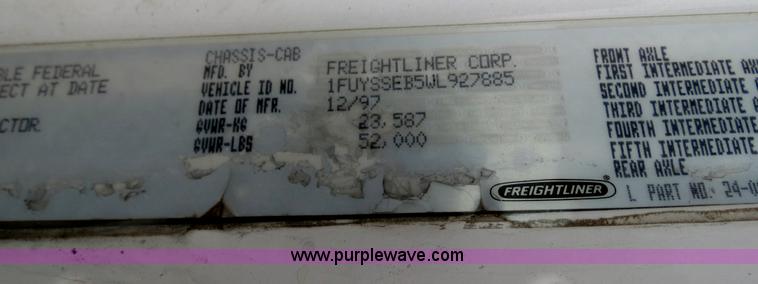 BLE FEDERAL
ECT AT DATE
CTOR
CHASSIS-CAB
MFD. BY FREIGHTLINER CORP.
VEHICLE ID NO. 1FUYSSEB5WL927885
DATE OF MFR. 12/97
GVWR-KG 23,587
GVWR-LBS 52,000
FRONT AXLE
FIRST INTERMEDIATE AX
SECOND INTERMEDIATE
THIRD INTERMEDIATE
FOURTH INTERMEDIATE
FIFTH INTERMEDIATE
REAR AXLE
FREIGHTLINER ®
L PART NO. 24-0
www.purplewave.com